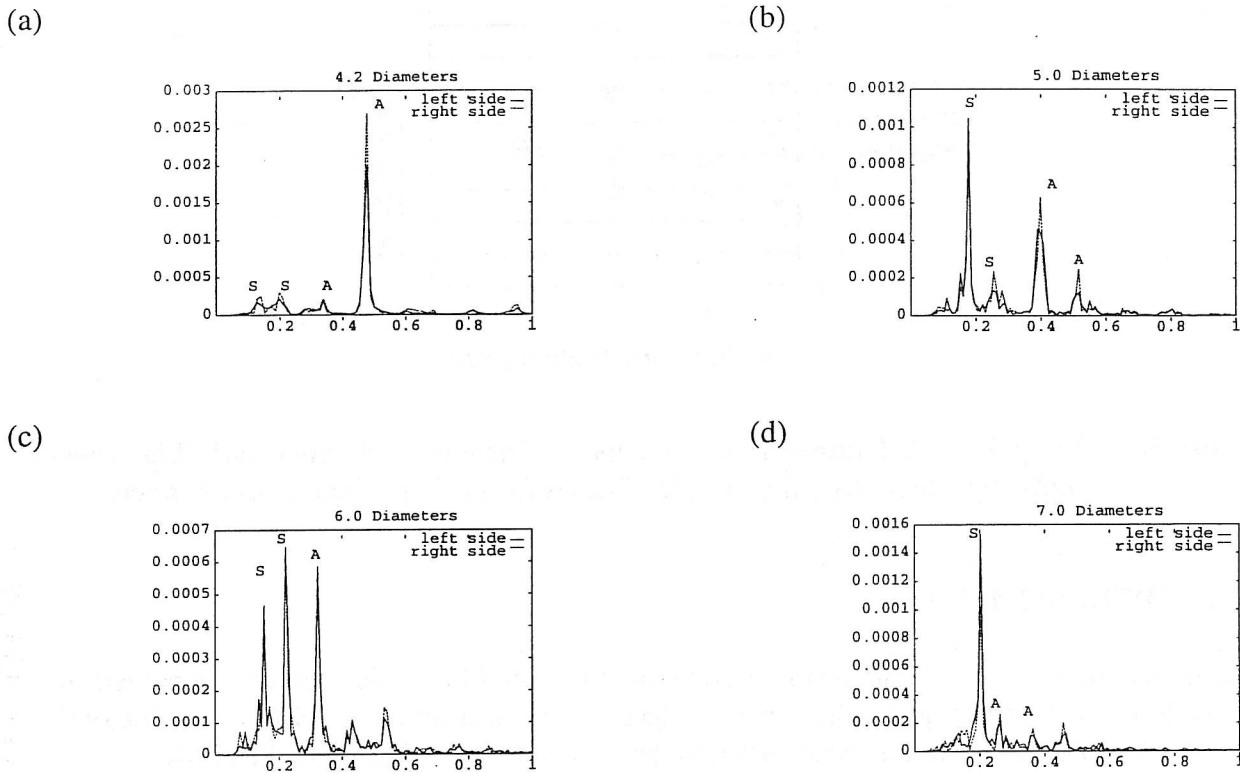 (a)
4.2 Diameters
left side
right side
0.003
0.0025
0.002
0.0015
0.001
0.0005
0
A
S S A
0.2 0.4 0.6 0.8 1
(b)
5.0 Diameters
left side
right side
0.0012
0.001
0.0008
0.0006
0.0004
0.0002
0
S
A
S A
0.2 0.4 0.6 0.8 1
(c)
6.0 Diameters
left side
right side
0.0007
0.0006
0.0005
0.0004
0.0003
0.0002
0.0001
0
S
A
S
0.2 0.4 0.6 0.8 1
(d)
7.0 Diameters
left side
right side
0.0016
0.0014
0.0012
0.001
0.0008
0.0006
0.0004
0.0002
0
S
A A
0.2 0.4 0.6 0.8 1